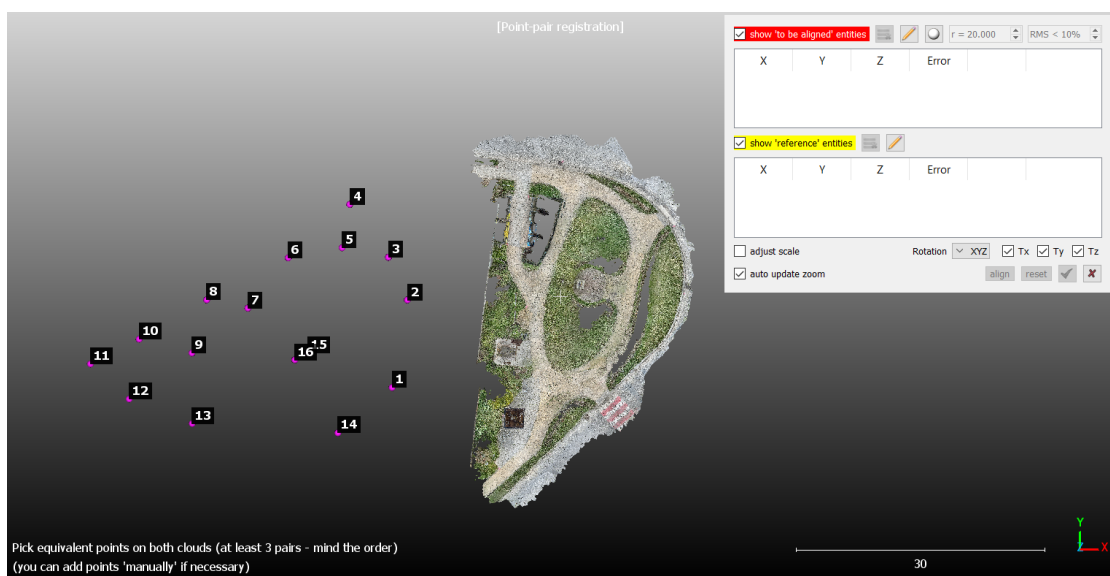 [Point-pair registration]
show 'to be aligned' entities
r = 20.000
RMS < 10%
X Y Z Error
show 'reference' entities
X Y Z Error
adjust scale
Rotation XYZ Tx Ty Tz
auto update zoom
align reset
4
5
6
3
8
7
2
10
9
15
16
11
1
12
13
14
Pick equivalent points on both clouds (at least 3 pairs - mind the order)
(you can add points 'manually' if necessary)
30
Y
X